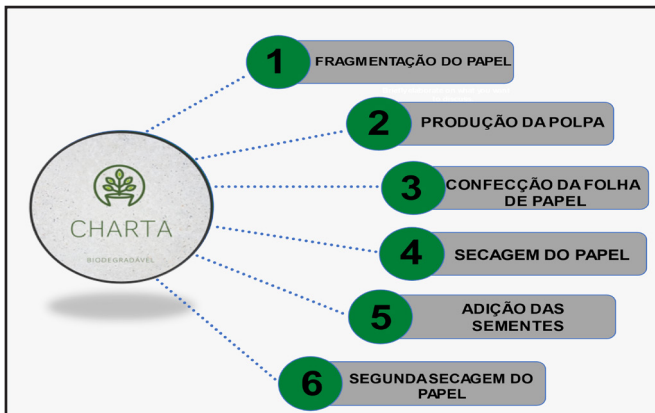 1
FRAGMENTAÇÃO DO PAPEL
2
PRODUÇÃO DA POLPA
3
CONFECÇÃO DA FOLHA
DE PAPEL
CHARTA
BIODEGRADÁVEL
4
SECAGEM DO PAPEL
5
ADIÇÃO DAS
SEMENTES
6
SEGUNDA SECAGEM DO
PAPEL